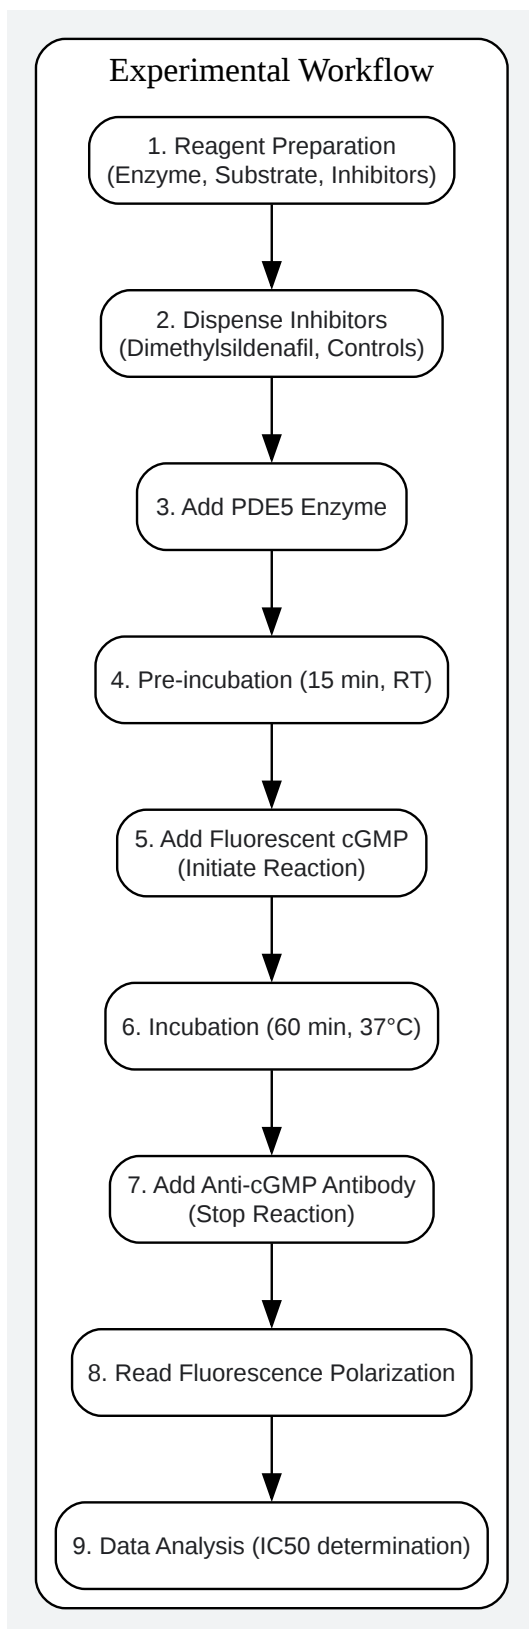 Experimental Workflow
1. Reagent Preparation
(Enzyme, Substrate, Inhibitors)
2. Dispense Inhibitors
(Dimethylsildenafil, Controls)
3. Add PDE5 Enzyme
4. Pre-incubation (15 min, RT)
5. Add Fluorescent cGMP
(Initiate Reaction)
6. Incubation (60 min, 37°C)
7. Add Anti-cGMP Antibody
(Stop Reaction)
8. Read Fluorescence Polarization
9. Data Analysis (IC50 determination)